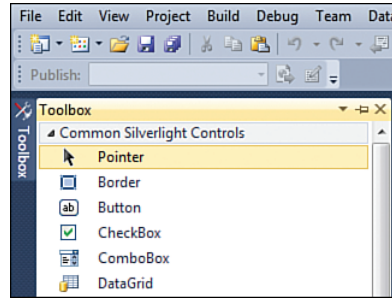 File Edit View Project Build Debug Team Data
Publish:
Toolbox
Toolbox
Common Silverlight Controls
Pointer
Border
ab Button
CheckBox
ComboBox
DataGrid